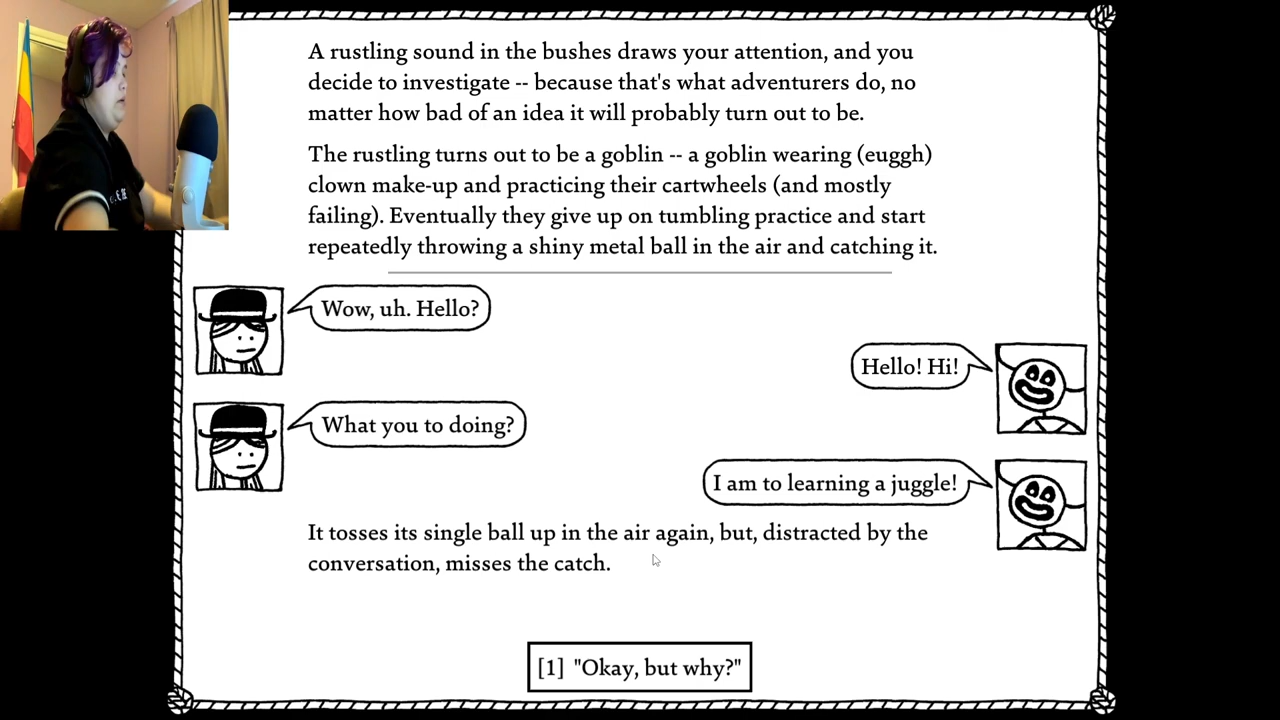 A rustling sound in the bushes draws your attention, and you
decide to investigate -- because that's what adventurers do, no
matter how bad of an idea it will probably turn out to be.
The rustling turns out to be a goblin -- a goblin wearing (euggh)
clown make-up and practicing their cartwheels (and mostly
failing). Eventually they give up on tumbling practice and start
repeatedly throwing a shiny metal ball in the air and catching it.
Wow, uh. Hello?
Hello! Hi!
What you to doing?
I am to learning a juggle!
It tosses its single ball up in the air again, but, distracted by the
conversation, misses the catch.
[1] "Okay, but why?"